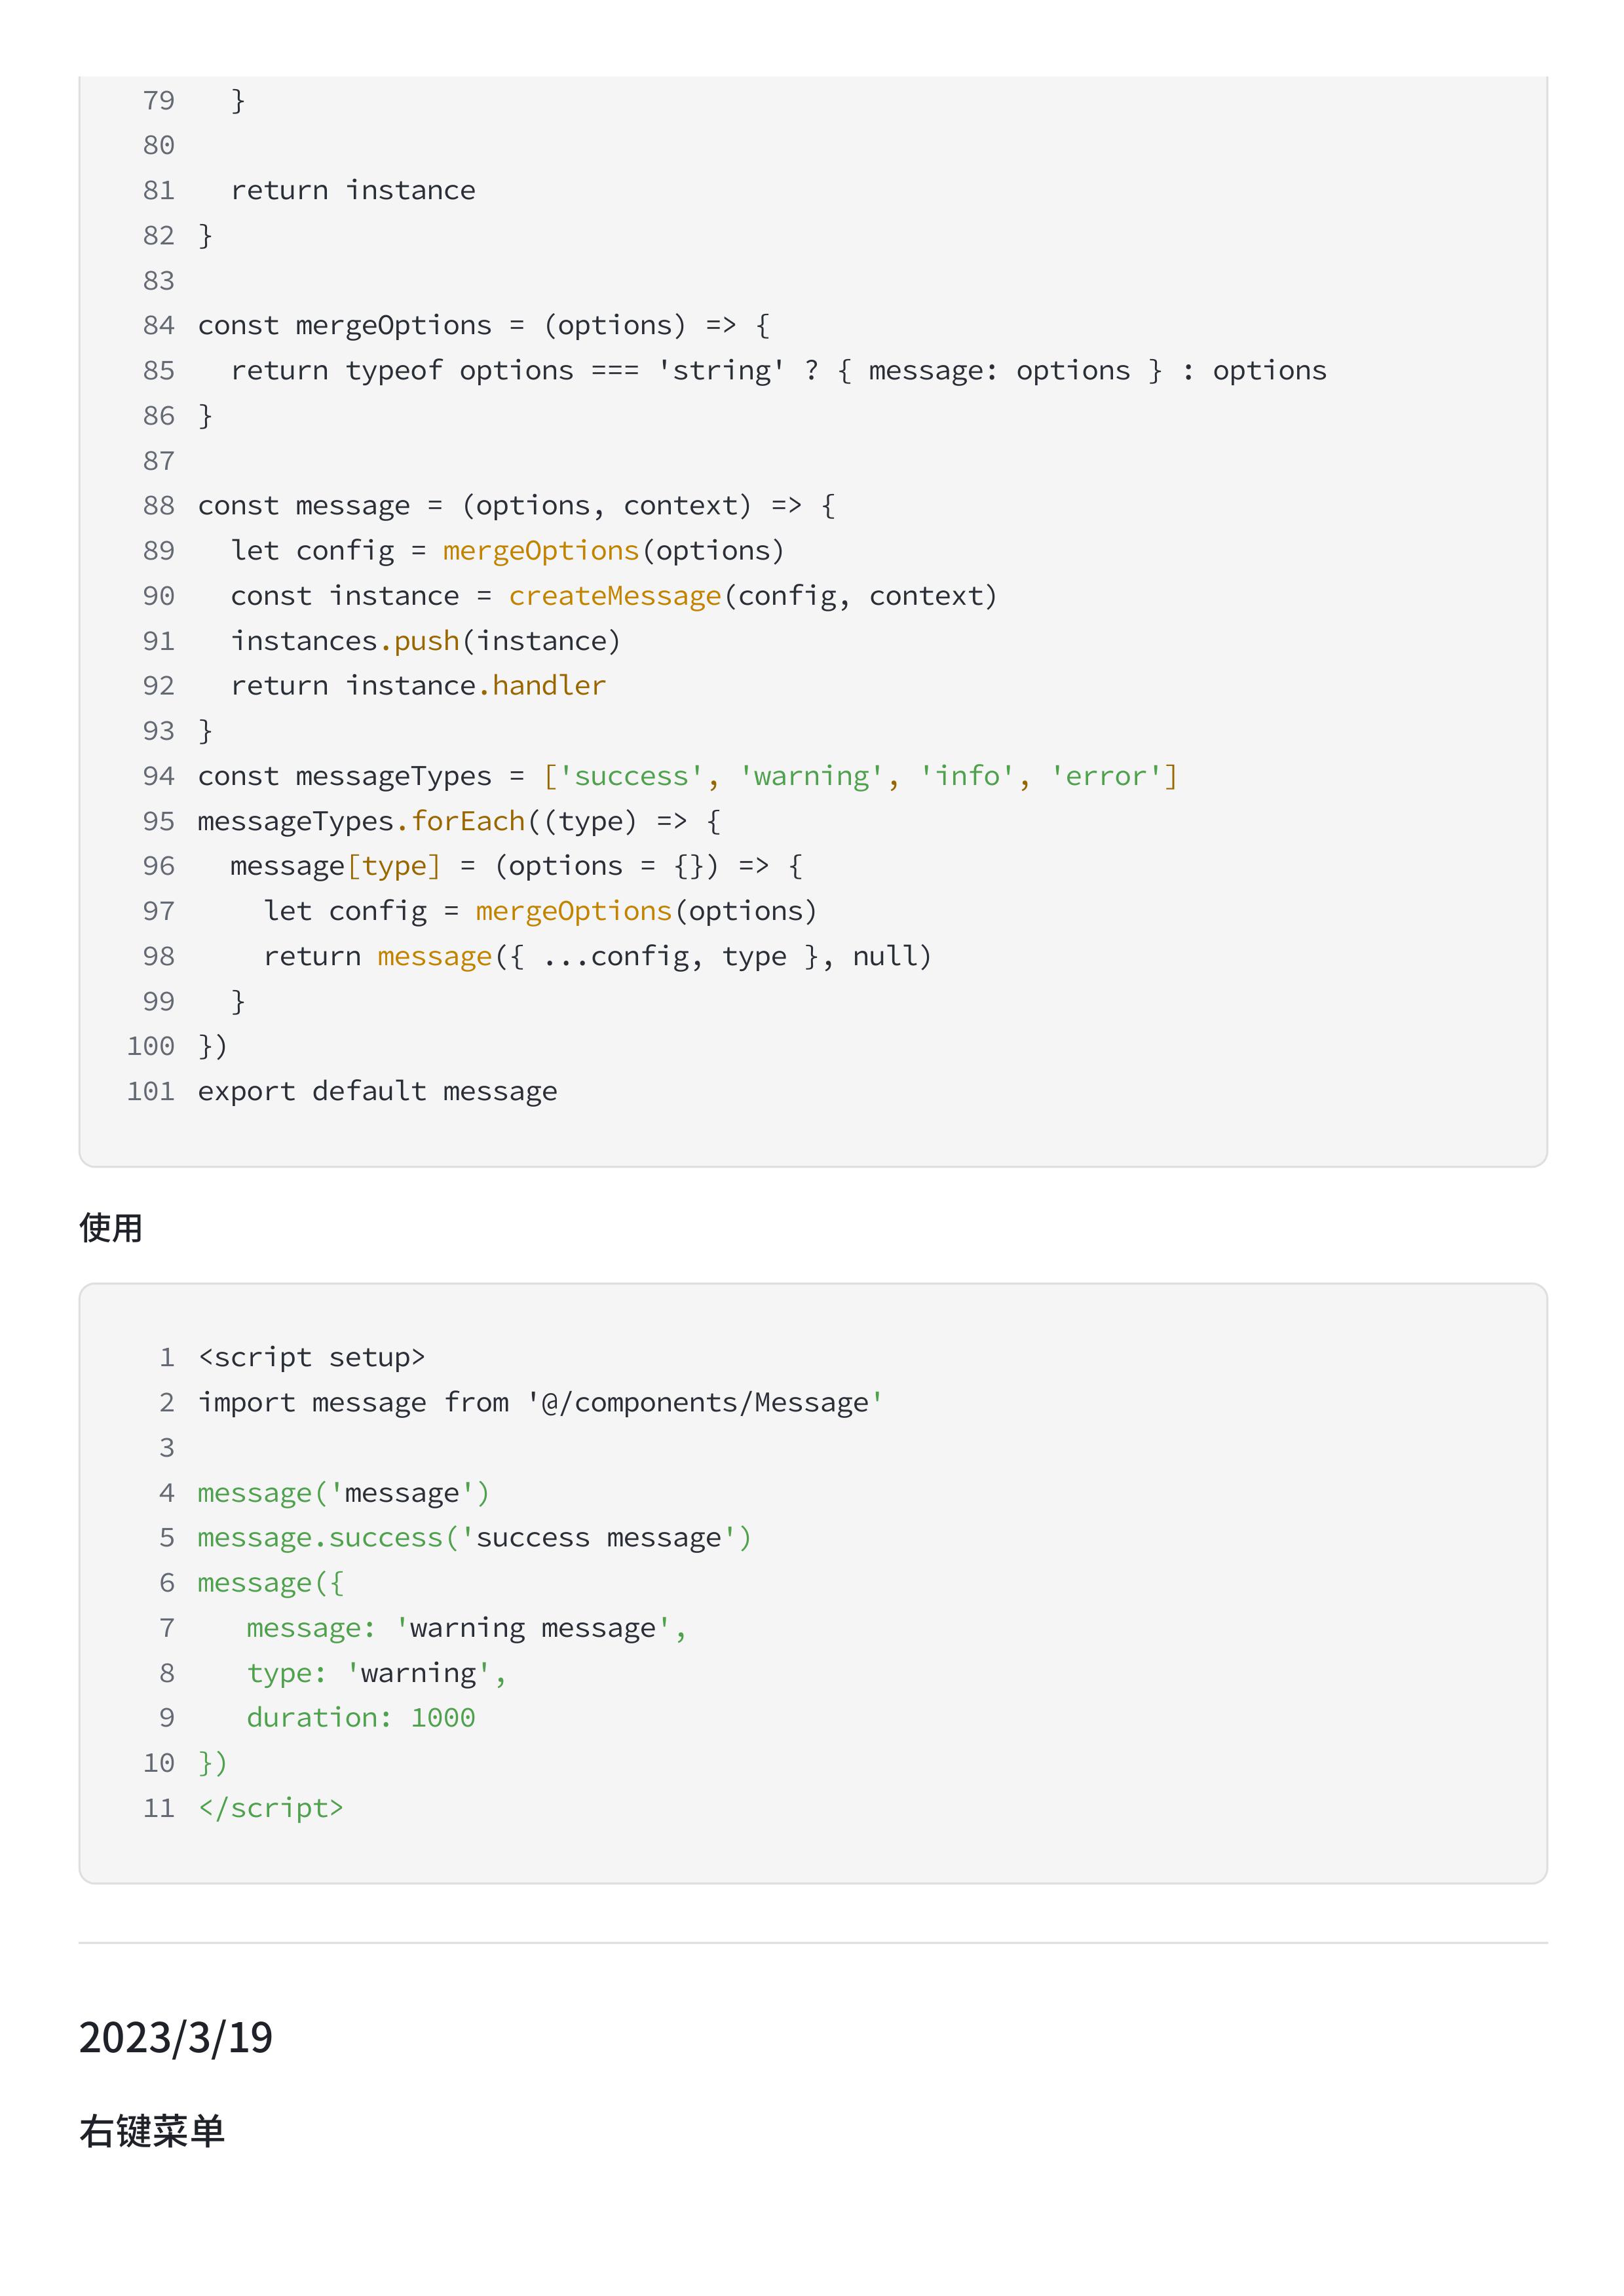 79   }
80
81   return instance
82 }
83
84 const mergeOptions = (options) => {
85   return typeof options === 'string' ? { message: options } : options
86 }
87
88 const message = (options, context) => {
89   let config = mergeOptions(options)
90   const instance = createMessage(config, context)
91   instances.push(instance)
92   return instance.handler
93 }
94 const messageTypes = ['success', 'warning', 'info', 'error']
95 messageTypes.forEach((type) => {
96   message[type] = (options = {}) => {
97     let config = mergeOptions(options)
98     return message({ ...config, type }, null)
99   }
100 })
101 export default message
使用
1 <script setup>
2 import message from '@/components/Message'
3
4 message('message')
5 message.success('success message')
6 message({
7    message: 'warning message',
8    type: 'warning',
9    duration: 1000
10 })
11 </script>
2023/3/19
右键菜单